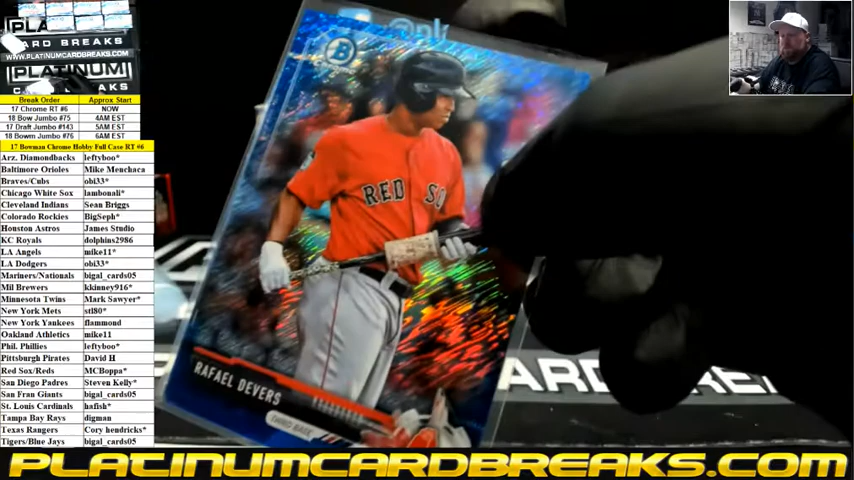 CARD BREAKS
WWW.PLATINUMCARDBREAKS.COM
PLATINUM
Break Order Approx Start
17 Chrome RT #6 NOW
18 Bow Jumbo #75 4AM EST
17 Draft Jumbo #143 5AM EST
18 Bowm Jumbo #76 6AM EST
17 Bowman Chrome Hobby Full Case RT #6
Arz. Diamondbacks leftyboo*
Baltimore Orioles Mike Menchaca
Braves/Cubs obi33*
Chicago White Sox lambonali*
Cleveland Indians Sean Briggs
Colorado Rockies BigSeph*
Houston Astros James Studio
KC Royals dolphins2986
LA Angels mike11*
LA Dodgers obi33*
Mariners/Nationals bigal_cards05
Mil Brewers kkinney916*
Minnesota Twins Mark Sawyer*
New York Mets stl80*
New York Yankees flammond
Oakland Athletics mike11
Phil. Phillies leftyboo*
Pittsburgh Pirates David H
Red Sox/Reds MCBoppa*
San Diego Padres Steven Kelly*
San Fran Giants bigal_cards05
St. Louis Cardinals hafish*
Tampa Bay Rays digman
Texas Rangers Cory hendricks*
Tigers/Blue Jays bigal_cards05
B
RED SO
RAFAEL DEVERS
THIRD BASE
PLATINUMCARDBREAKS.COM